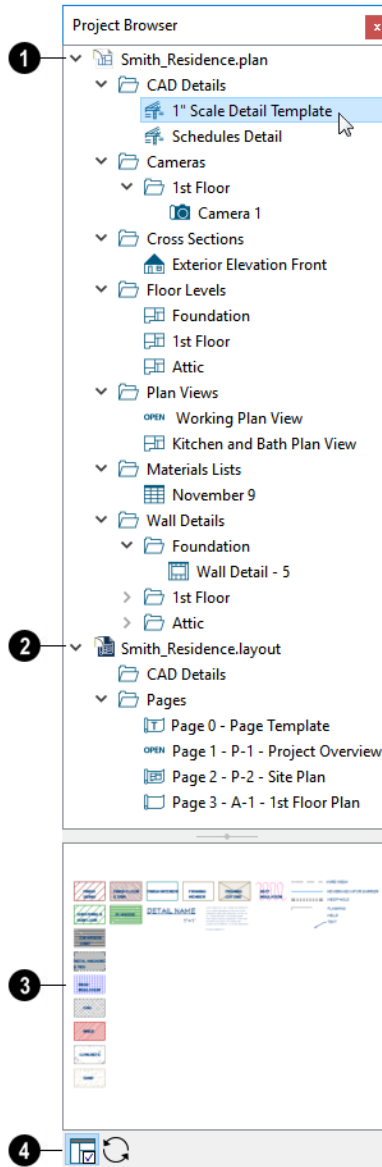 Project Browser
x
1
Smith_Residence.plan
CAD Details
1" Scale Detail Template
Schedules Detail
Cameras
1st Floor
Camera 1
Cross Sections
Exterior Elevation Front
Floor Levels
Foundation
1st Floor
Attic
Plan Views
OPEN Working Plan View
Kitchen and Bath Plan View
Materials Lists
November 9
Wall Details
Foundation
Wall Detail - 5
1st Floor
Attic
2
Smith_Residence.layout
CAD Details
Pages
T Page 0 - Page Template
OPEN Page 1 - P-1 - Project Overview
Page 2 - P-2 - Site Plan
Page 3 - A-1 - 1st Floor Plan
DETAIL NAME
3
4